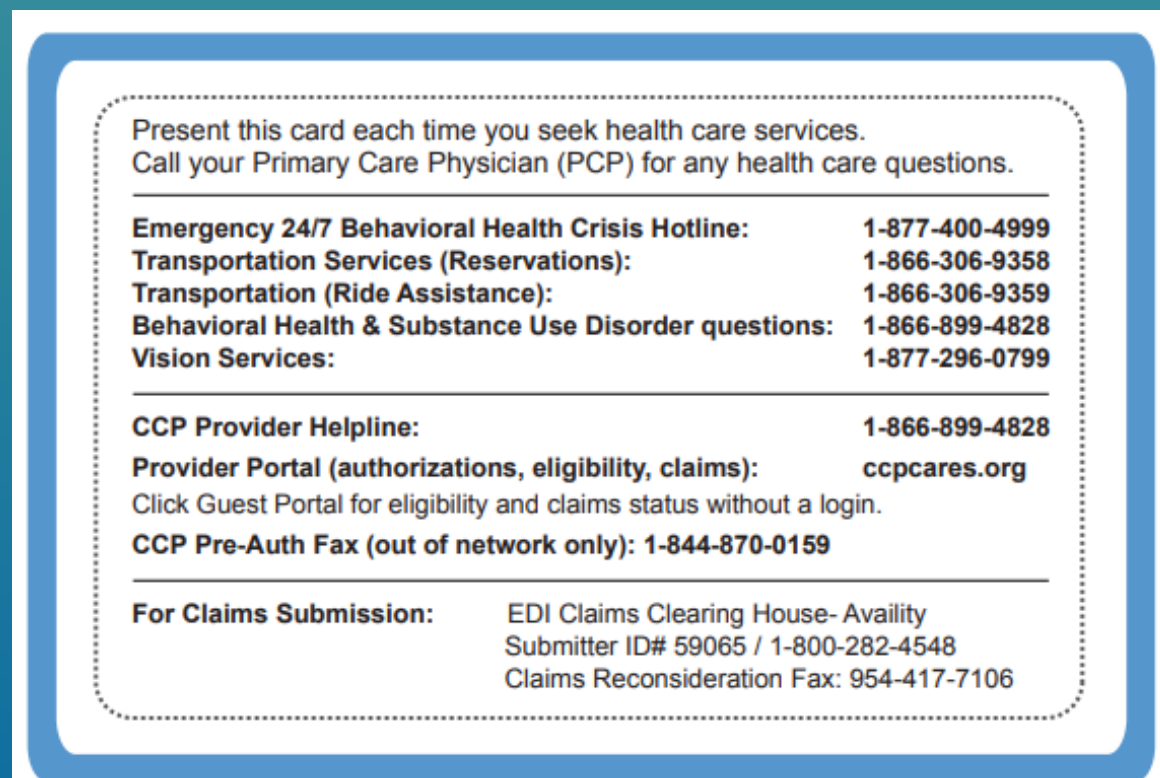 Present this card each time you seek health care services.
Call your Primary Care Physician (PCP) for any health care questions.
Emergency 24/7 Behavioral Health Crisis Hotline: 1-877-400-4999
Transportation Services (Reservations): 1-866-306-9358
Transportation (Ride Assistance): 1-866-306-9359
Behavioral Health & Substance Use Disorder questions: 1-866-899-4828
Vision Services: 1-877-296-0799
CCP Provider Helpline: 1-866-899-4828
Provider Portal (authorizations, eligibility, claims): ccpcares.org
Click Guest Portal for eligibility and claims status without a login.
CCP Pre-Auth Fax (out of network only): 1-844-870-0159
For Claims Submission: EDI Claims Clearing House- Availity
Submitter ID# 59065 / 1-800-282-4548
Claims Reconsideration Fax: 954-417-7106